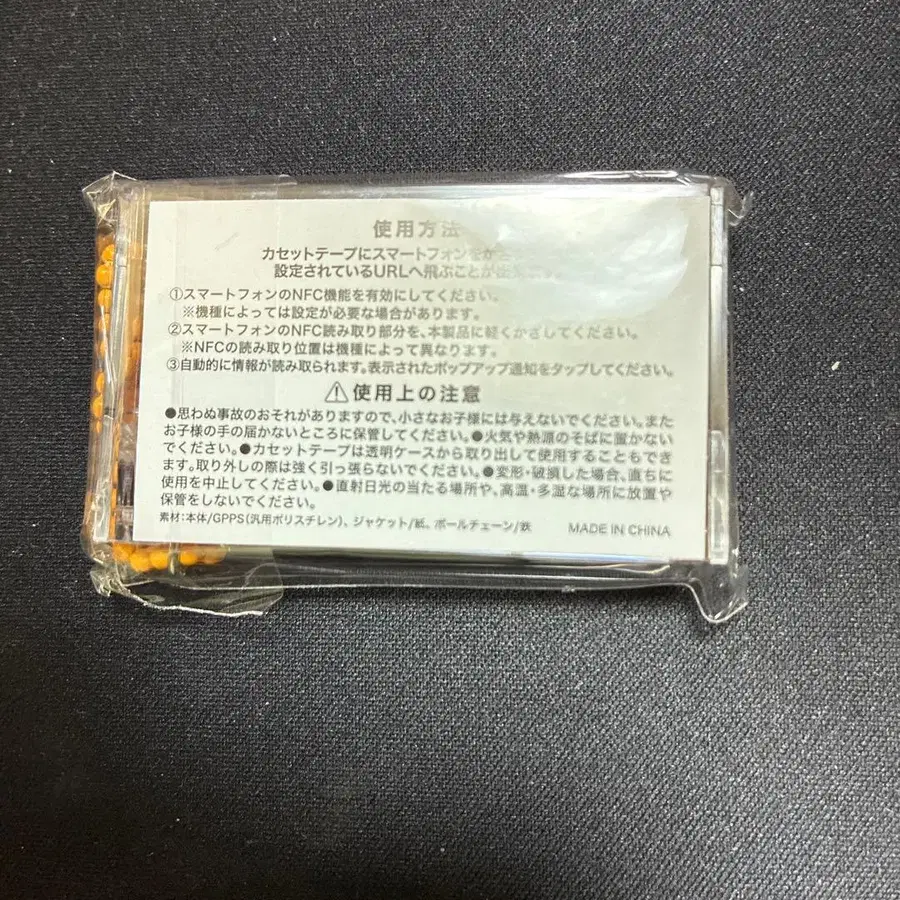 使用方法
カセットテープにスマートフォンをかざ
設定されているURLへ飛ぶことが出来ます。
①スマートフォンのNFC機能を有効にしてください。
※機種によっては設定が必要な場合があります。
②スマートフォンのNFC読み取り部分を、本製品に軽くかざしてください。
※NFCの読み取り位置は機種によって異なります。
③自動的に情報が読み取られます。表示されたポップアップ通知をタップしてください。
⚠使用上の注意
●思わぬ事故のおそれがありますので、小さなお子様には与えないでください。また
お子様の手の届かないところに保管してください。●火気や熱源のそばに置かない
でください。●カセットテープは透明ケースから取り出して使用することもでき
ます。取り外しの際は強く引っ張らないでください。●変形・破損した場合、直ちに
使用を中止してください。●直射日光の当たる場所や、高温・多湿な場所に放置や
保管をしないでください。
素材:本体/GPPS(汎用ポリスチレン)、ジャケット/紙、ボールチェーン/鉄 MADE IN CHINA